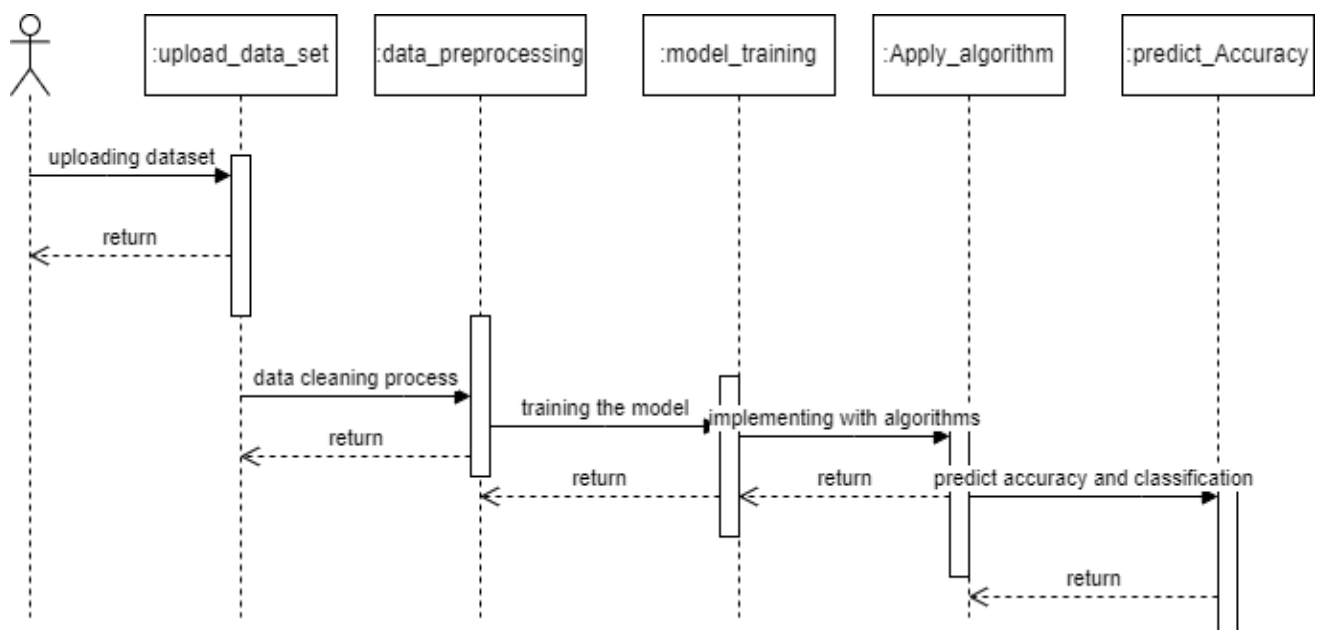 :upload_data_set
:data_preprocessing
:model_training
:Apply_algorithm
:predict_Accuracy
uploading dataset
return
data cleaning process
training the model
implementing with algorithms
return
return
return
predict accuracy and classification
return